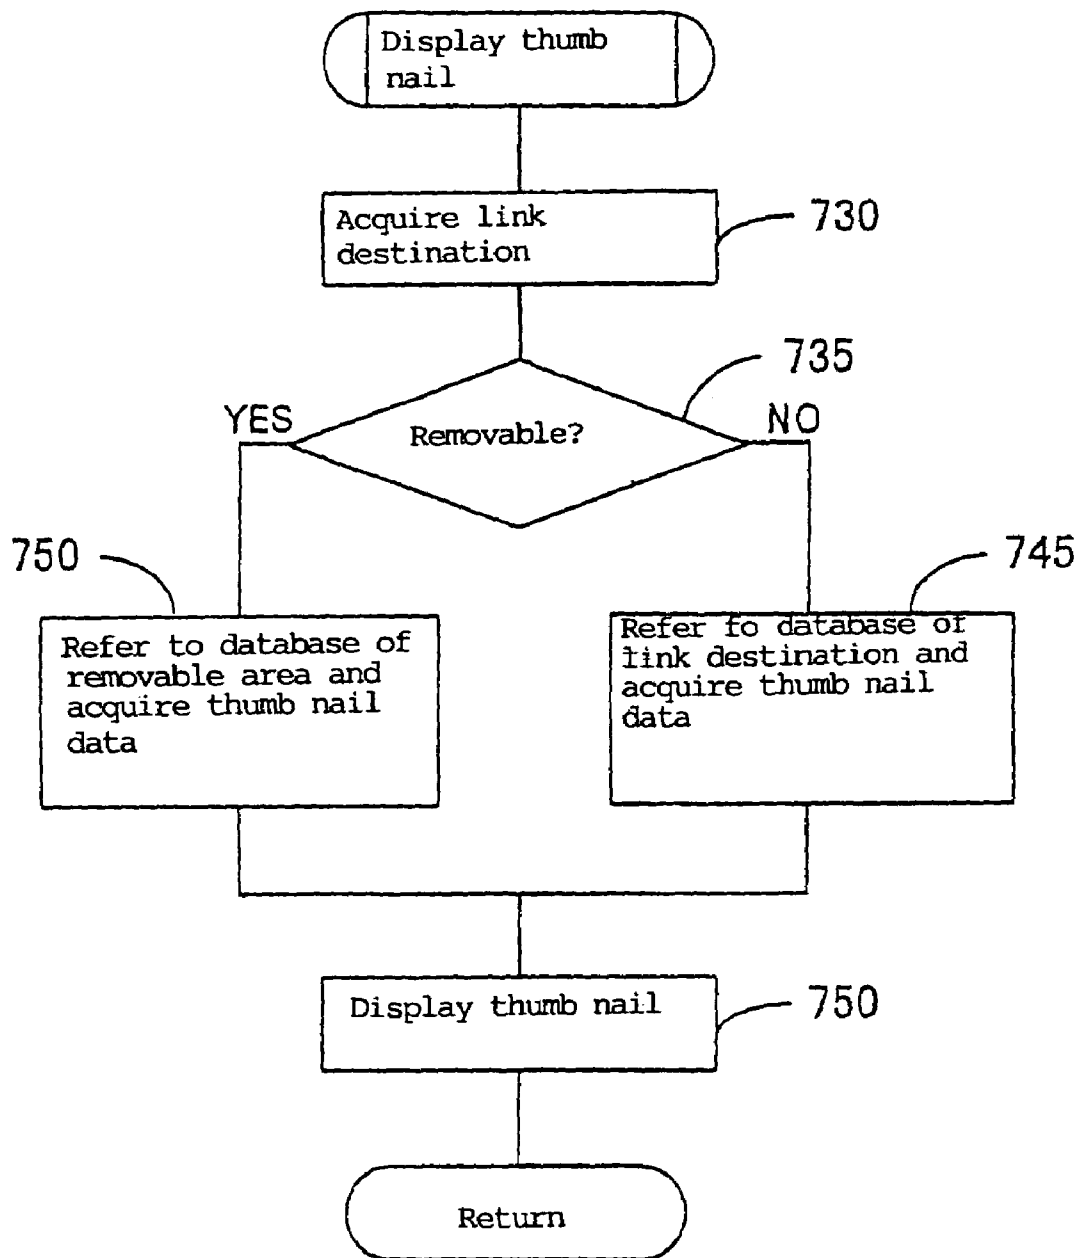 Display thumb
nail
Acquire link
destination
730
735
YES
Removable?
NO
750
745
Refer to database of
removable area and
acquire thumb nail
data
Refer fo database of
link destination and
acquire thumb nail
data
Display thumb nail
750
Return